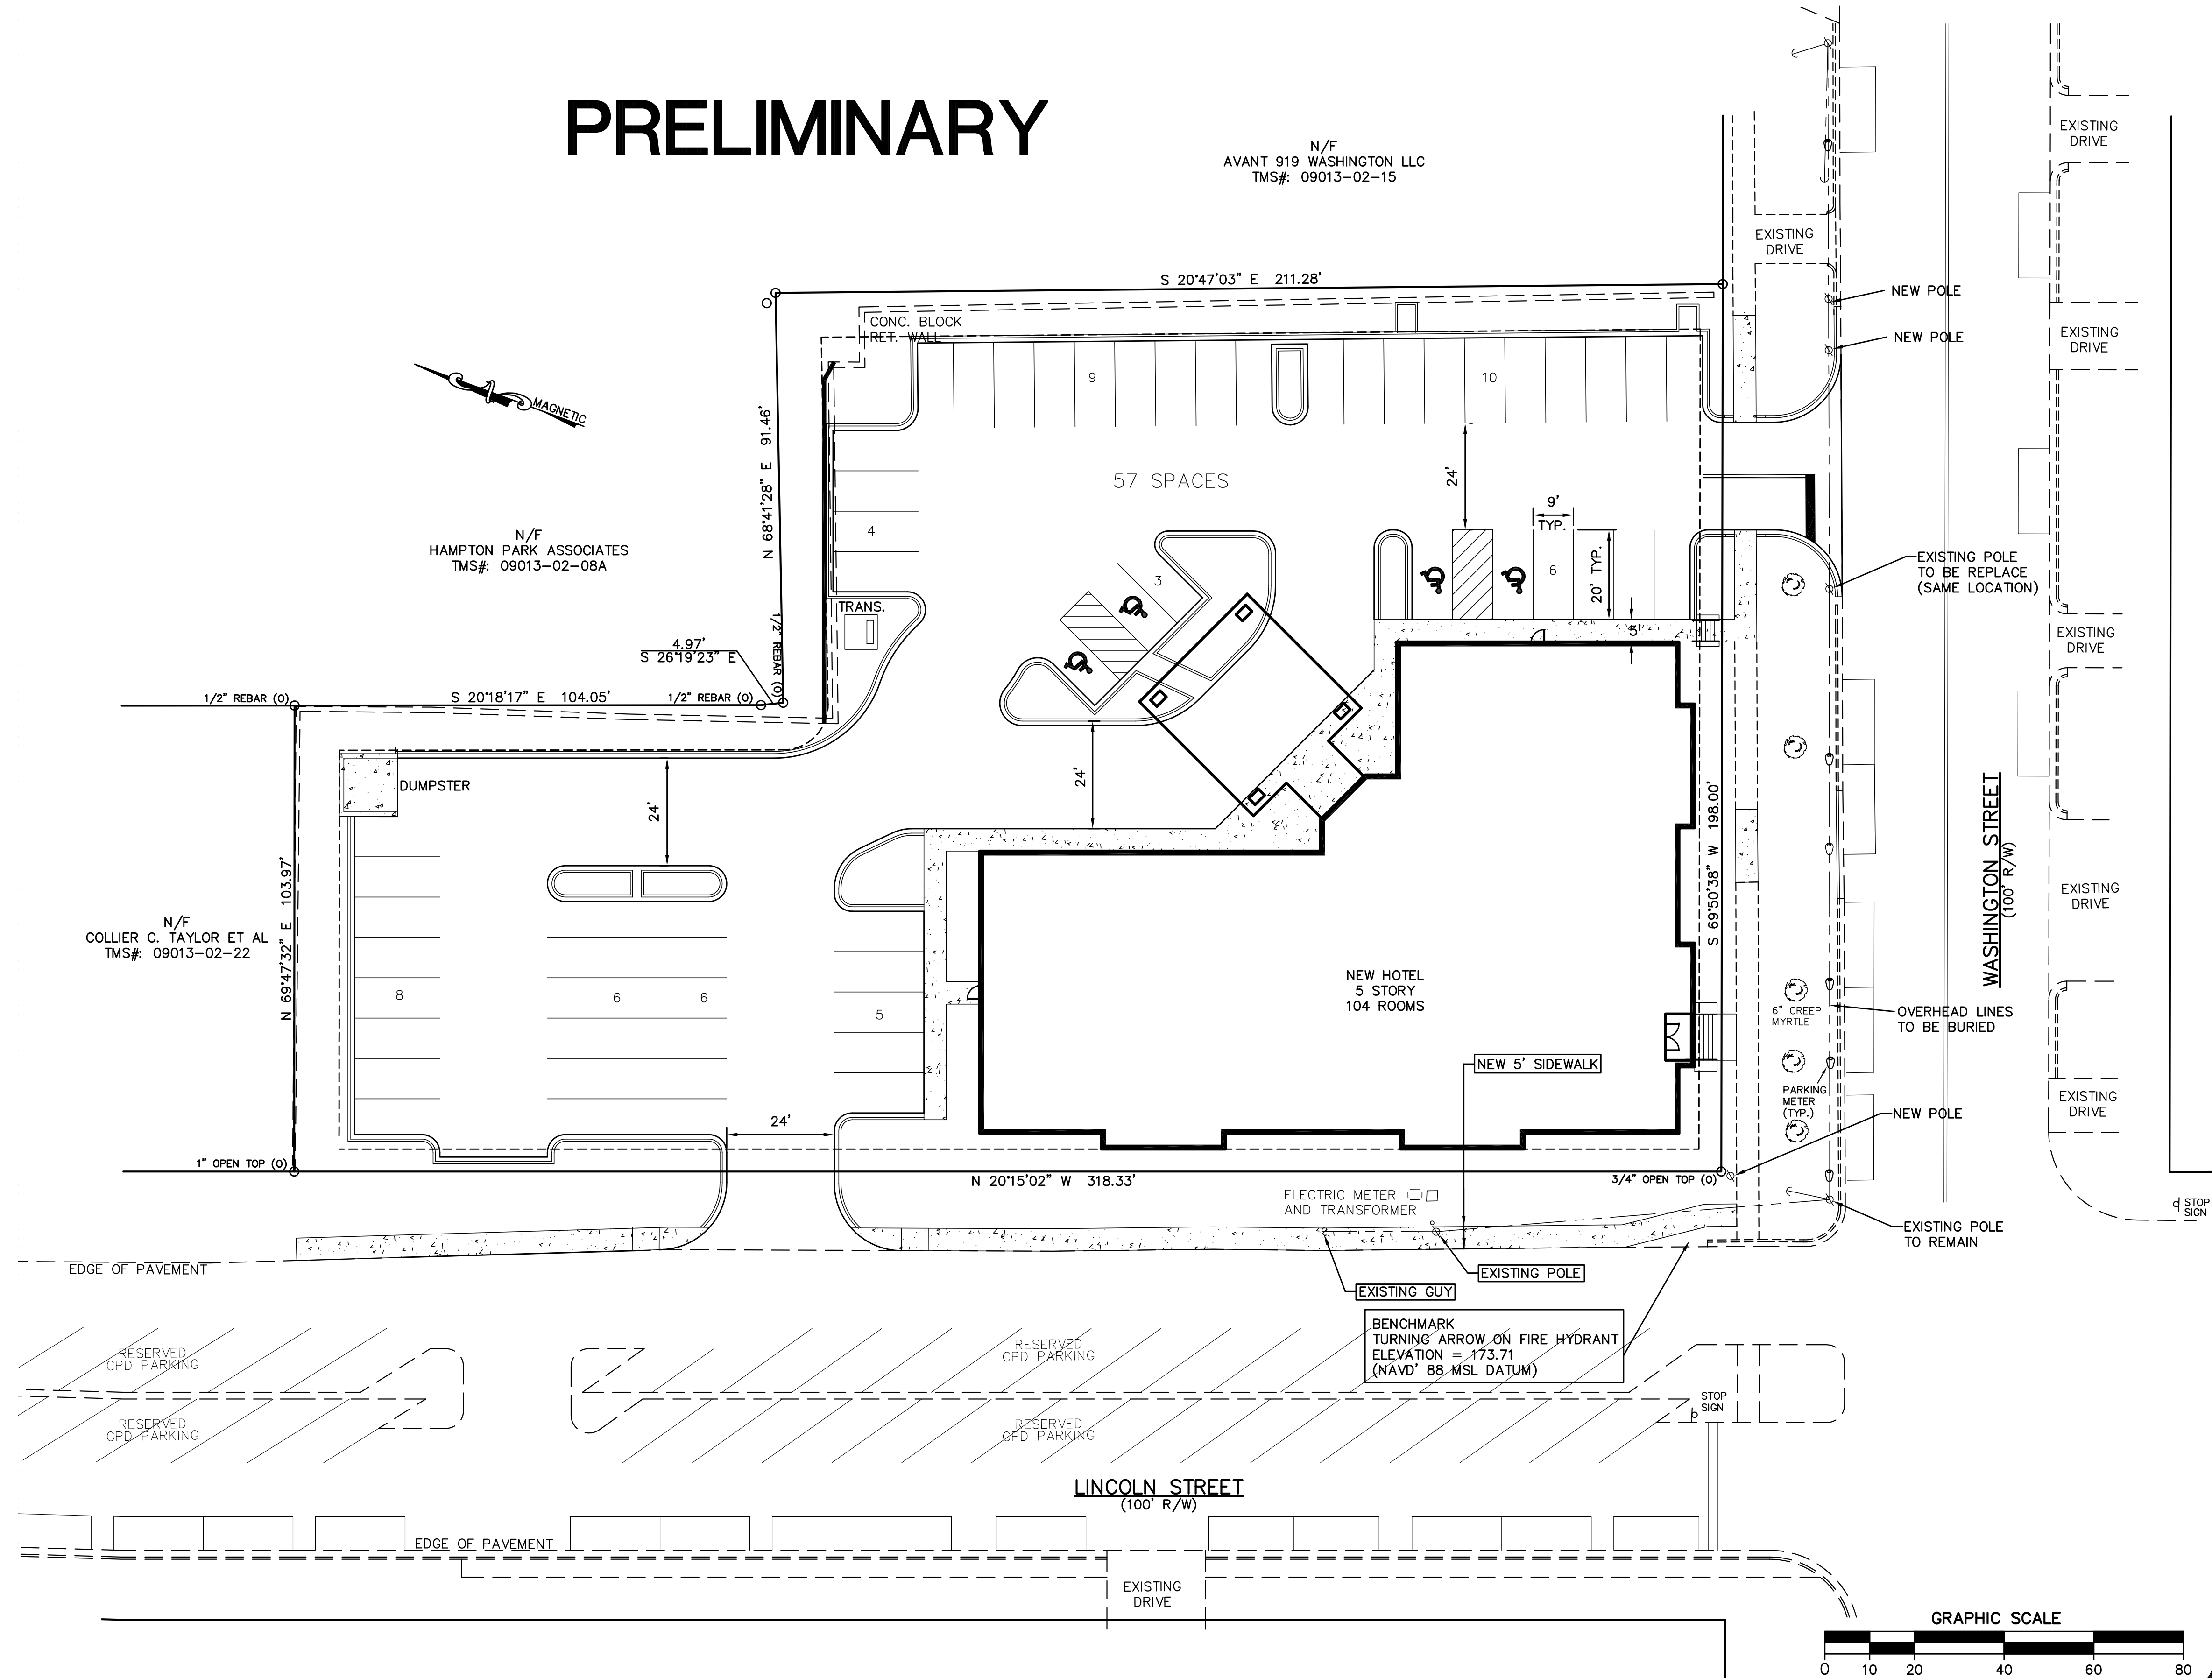 PRELIMINARY
N/F
AVANT 919 WASHINGTON LLC
TMS#: 09013-02-15
EXISTING
DRIVE
EXISTING
DRIVE
S 20°47'03" E 211.28'
NEW POLE
NEW POLE
EXISTING
DRIVE
CONC. BLOCK
RET. WALL
MAGNETIC
9
10
N 68°41'28" E 91.46'
57 SPACES
24'
9'
TYP.
4
N/F
HAMPTON PARK ASSOCIATES
TMS#: 09013-02-08A
3
6
20' TYP.
EXISTING POLE
TO BE REPLACE
(SAME LOCATION)
TRANS.
1/2" REBAR (O)
5'
EXISTING
DRIVE
4.97'
S 26°19'23" E
1/2" REBAR (O)
S 20°18'17" E 104.05'
1/2" REBAR (O)
24'
24'
DUMPSTER
S 69°50'38" W 198.00'
WASHINGTON STREET
(100' R/W)
N 69°47'32" E 103.97'
N/F
COLLIER C. TAYLOR ET AL
TMS#: 09013-02-22
EXISTING
DRIVE
8
6
6
5
NEW HOTEL
5 STORY
104 ROOMS
6" CREEP
MYRTLE
OVERHEAD LINES
TO BE BURIED
NEW 5' SIDEWALK
PARKING
METER
(TYP.)
NEW POLE
EXISTING
DRIVE
24'
1" OPEN TOP (O)
N 20°15'02" W 318.33'
3/4" OPEN TOP (O)
ELECTRIC METER
AND TRANSFORMER
STOP
SIGN
EXISTING POLE
TO REMAIN
EDGE OF PAVEMENT
EXISTING POLE
EXISTING GUY
BENCHMARK
TURNING ARROW ON FIRE HYDRANT
ELEVATION = 173.71
(NAVD' 88 MSL DATUM)
RESERVED
CPD PARKING
RESERVED
CPD PARKING
STOP
SIGN
RESERVED
CPD PARKING
RESERVED
CPD PARKING
LINCOLN STREET
(100' R/W)
EDGE OF PAVEMENT
EXISTING
DRIVE
GRAPHIC SCALE
0 10 20 40 60 80